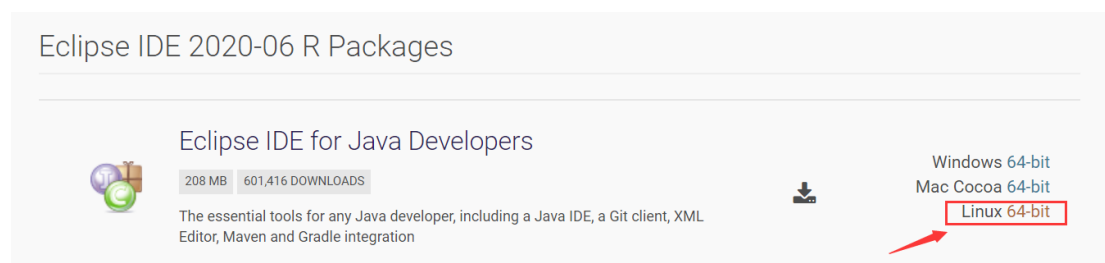 Eclipse IDE 2020-06 R Packages
Eclipse IDE for Java Developers
208 MB 601,416 DOWNLOADS
The essential tools for any Java developer, including a Java IDE, a Git client, XML
Editor, Maven and Gradle integration
Windows 64-bit
Mac Cocoa 64-bit
Linux 64-bit